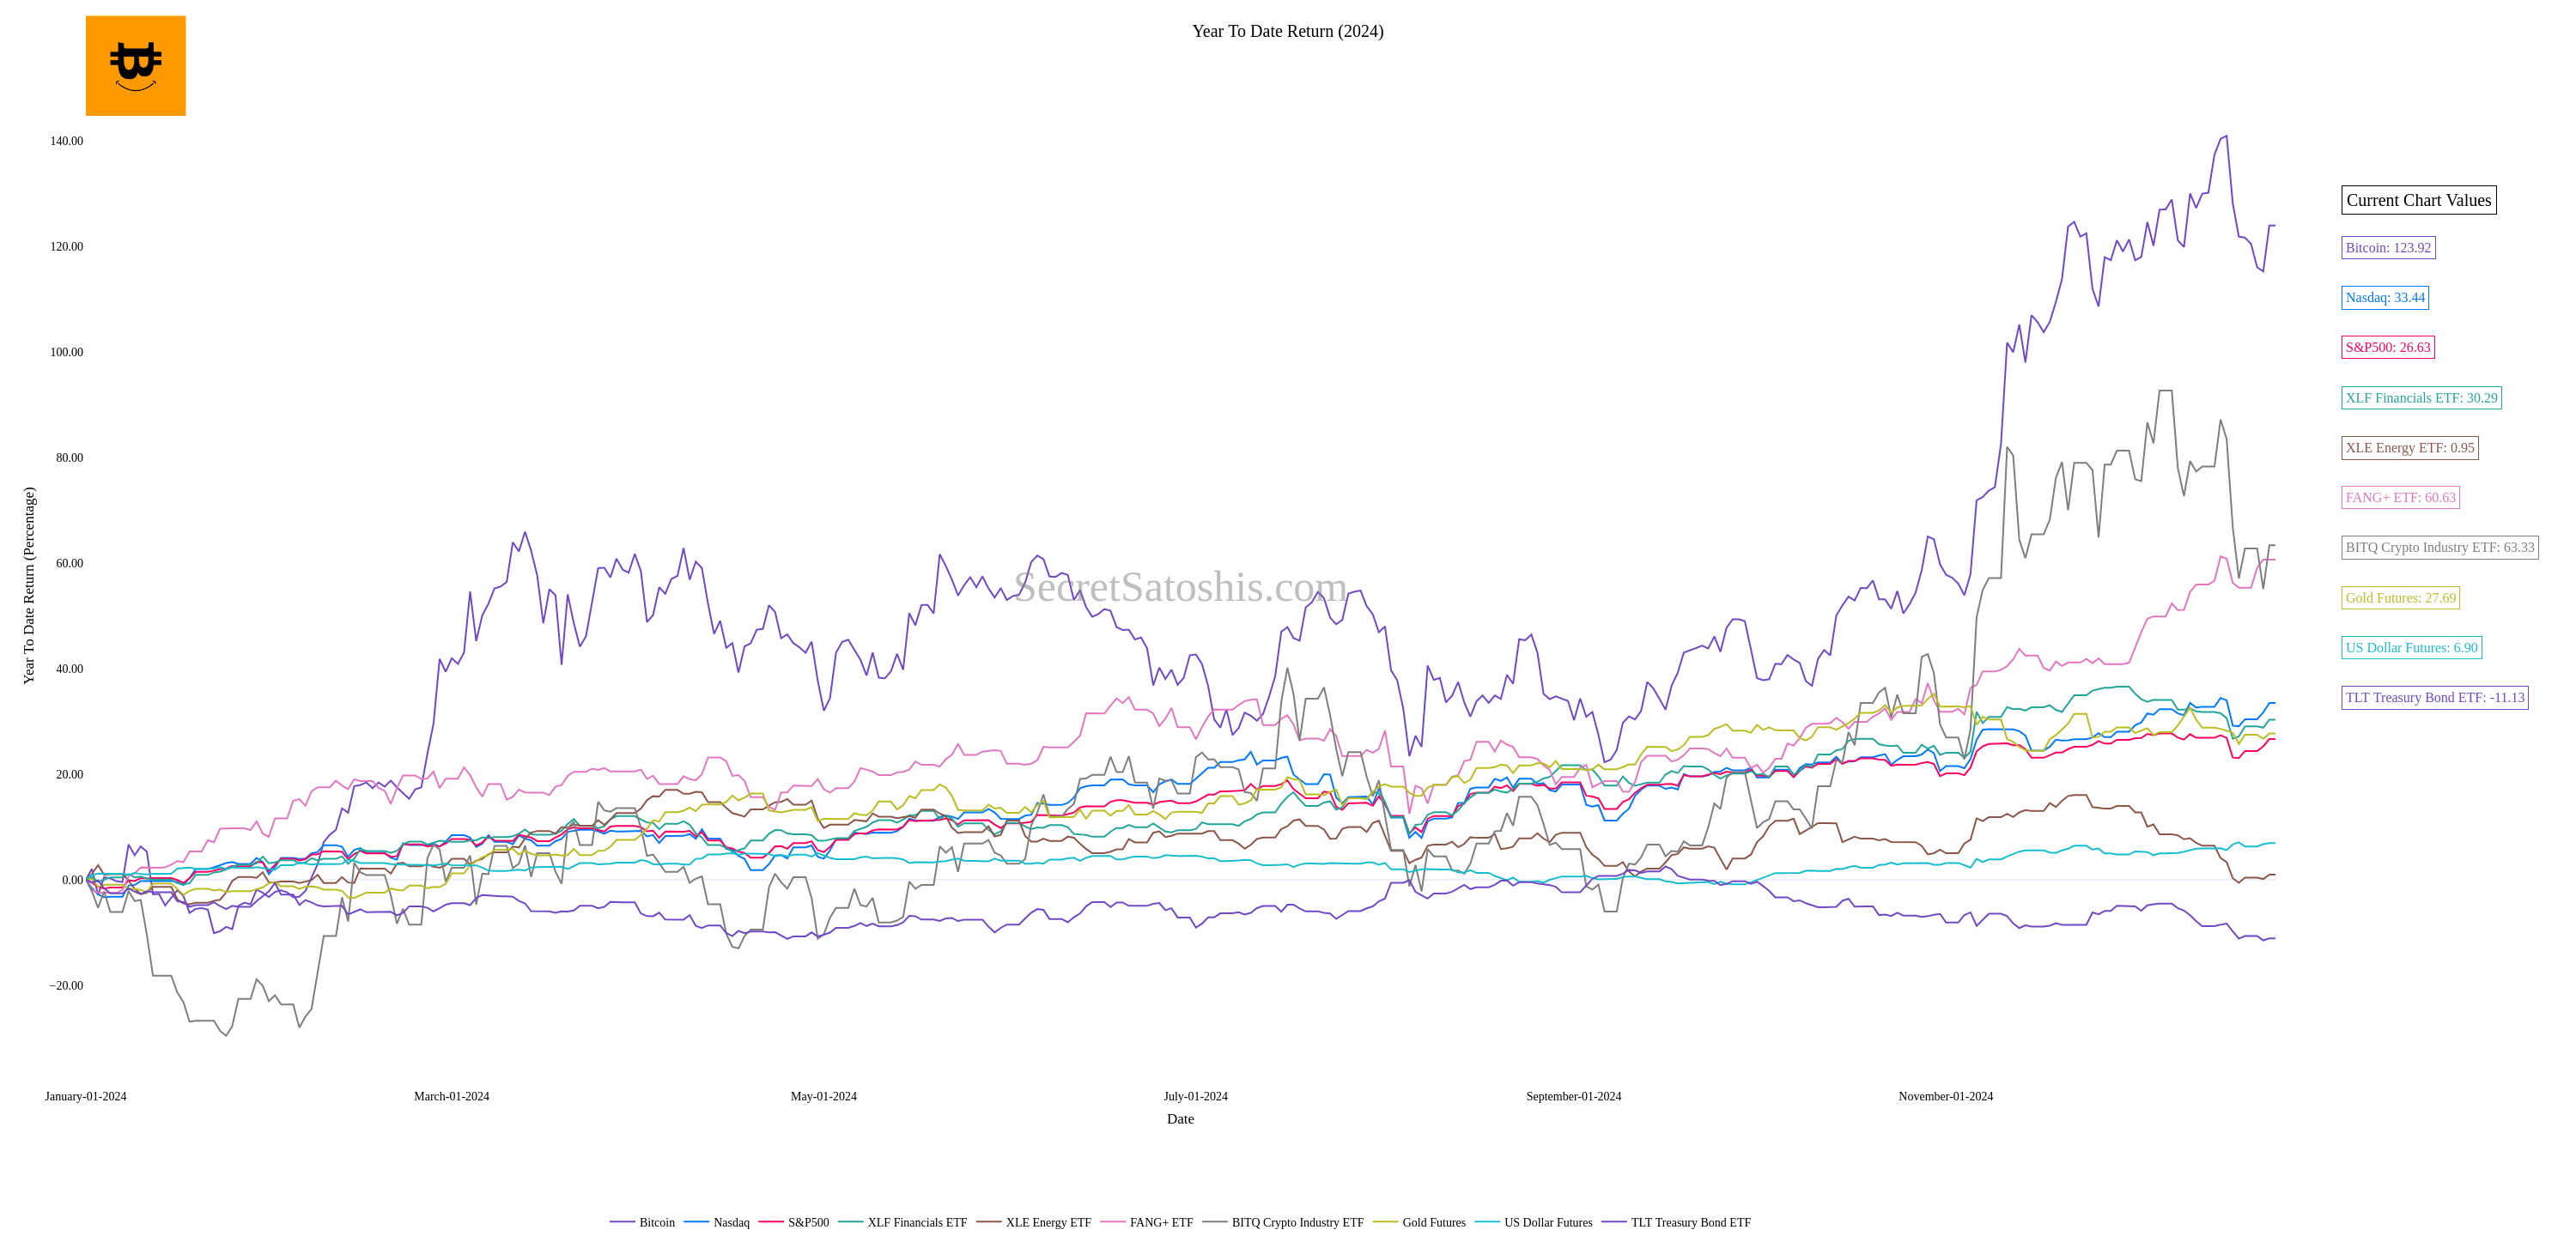 Year To Date Return (2024)
140.00
120.00
100.00
80.00
60.00
40.00
20.00
0.00
−20.00
Year To Date Return (Percentage)
SecretSatoshis.com
January-01-2024
March-01-2024
May-01-2024
July-01-2024
September-01-2024
November-01-2024
Date
Current Chart Values
Bitcoin: 123.92
Nasdaq: 33.44
S&P500: 26.63
XLF Financials ETF: 30.29
XLE Energy ETF: 0.95
FANG+ ETF: 60.63
BITQ Crypto Industry ETF: 63.33
Gold Futures: 27.69
US Dollar Futures: 6.90
TLT Treasury Bond ETF: -11.13
Bitcoin Nasdaq S&P500 XLF Financials ETF XLE Energy ETF FANG+ ETF BITQ Crypto Industry ETF Gold Futures US Dollar Futures TLT Treasury Bond ETF